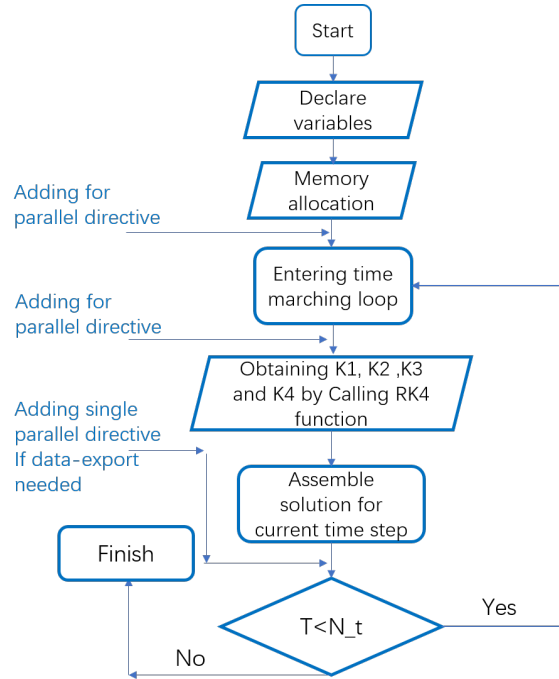 Start
Declare
variables
Memory
allocation
Adding for
parallel directive
Entering time
marching loop
Adding for
parallel directive
Obtaining K1, K2 ,K3
and K4 by Calling RK4
function
Adding single
parallel directive
If data-export
needed
Assemble
solution for
current time step
Finish
T<N_t
Yes
No